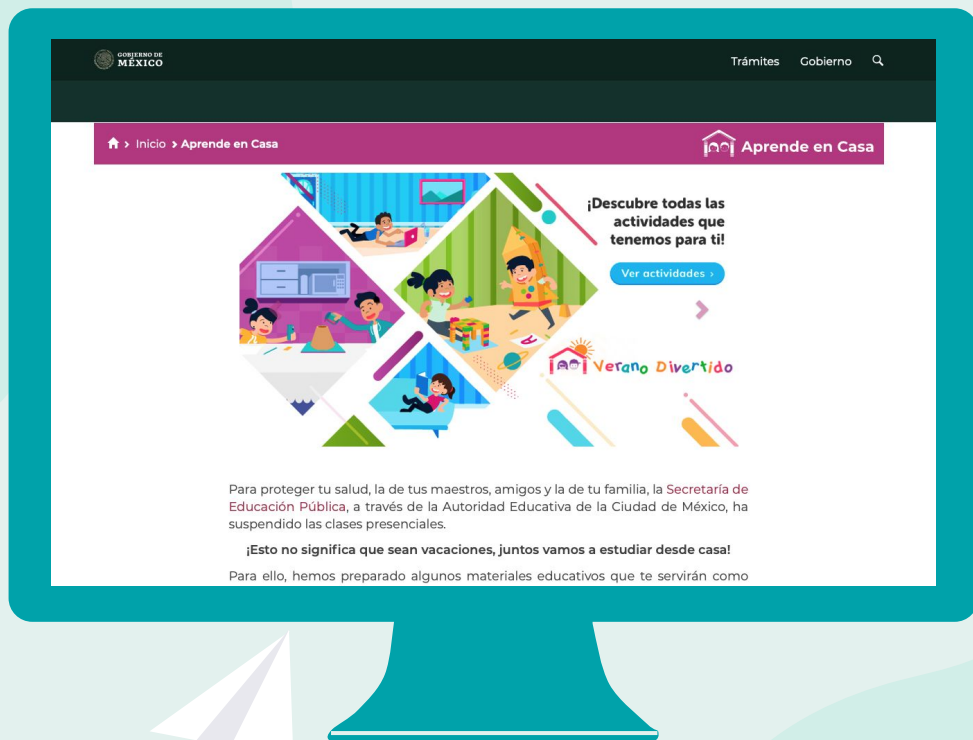 GOBIERNO DE
MÉXICO
Trámites Gobierno
Inicio > Aprende en Casa
Aprende en Casa
¡Descubre todas las
actividades que
tenemos para ti!
Ver actividades ›
Verano Divertido
Para proteger tu salud, la de tus maestros, amigos y la de tu familia, la Secretaría de
Educación Pública, a través de la Autoridad Educativa de la Ciudad de México, ha
suspendido las clases presenciales.
¡Esto no significa que sean vacaciones, juntos vamos a estudiar desde casa!
Para ello, hemos preparado algunos materiales educativos que te servirán como